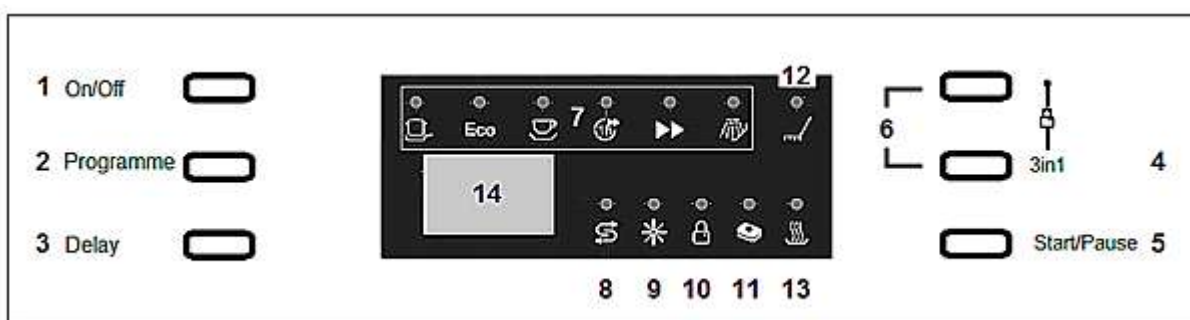 12
1 On/Off
7
Eco
6
2 Programme
3in1 4
14
3 Delay
Start/Pause 5
8 9 10 11 13